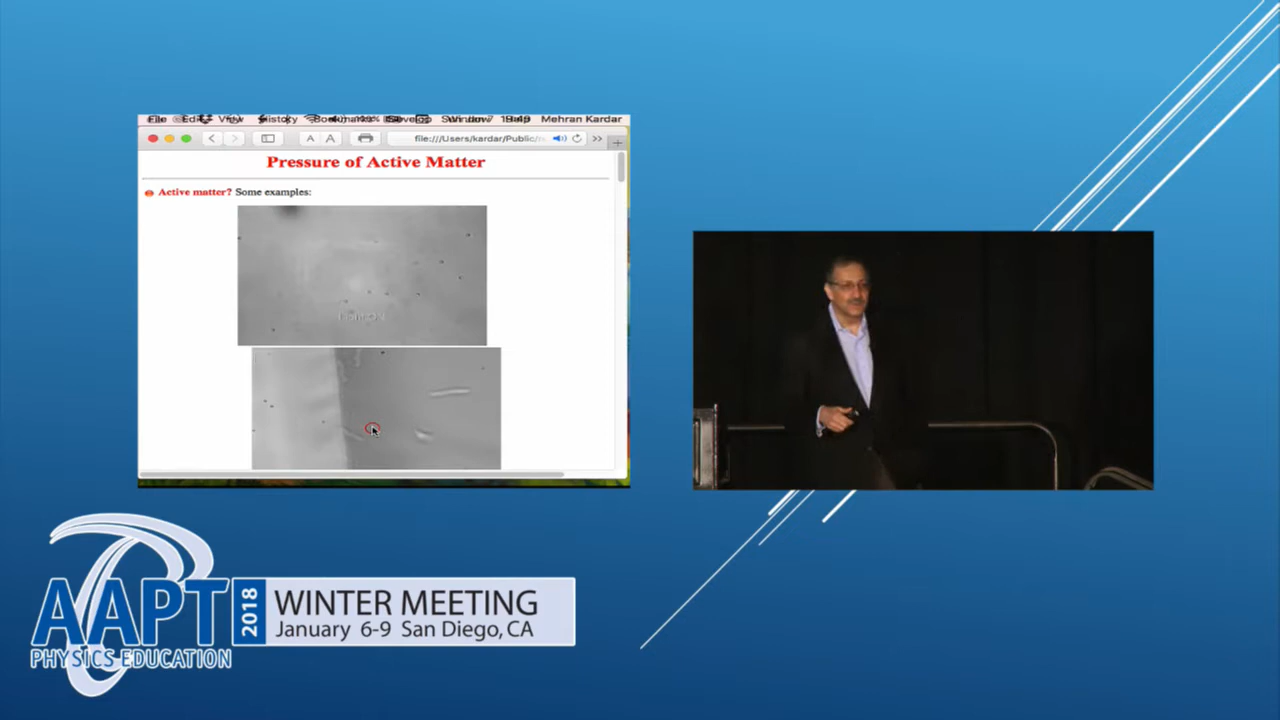 Mehran Kardar
file:///Users/kardar/Public/
Pressure of Active Matter
Active matter? Some examples:
AAPT
PHYSICS EDUCATION
2018
WINTER MEETING
January 6-9 San Diego, CA